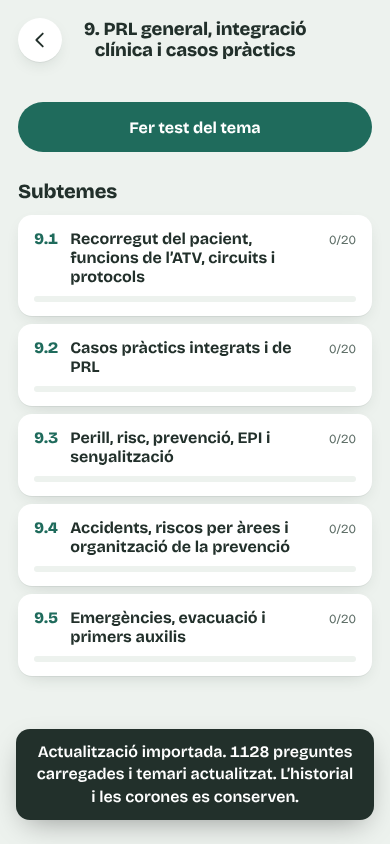 9. PRL general, integració
clínica i casos pràctics
Fer test del tema
Subtemes
9.1 Recorregut del pacient, 0/20
funcions de l'ATV, circuits i
protocols
9.2 Casos pràctics integrats i de 0/20
PRL
9.3 Perill, risc, prevenció, EPI i 0/20
senyalització
9.4 Accidents, riscos per àrees i 0/20
organització de la prevenció
9.5 Emergències, evacuació i 0/20
primers auxilis
Actualització importada. 1128 preguntes
carregades i temari actualitzat. L'historial
i les corones es conserven.